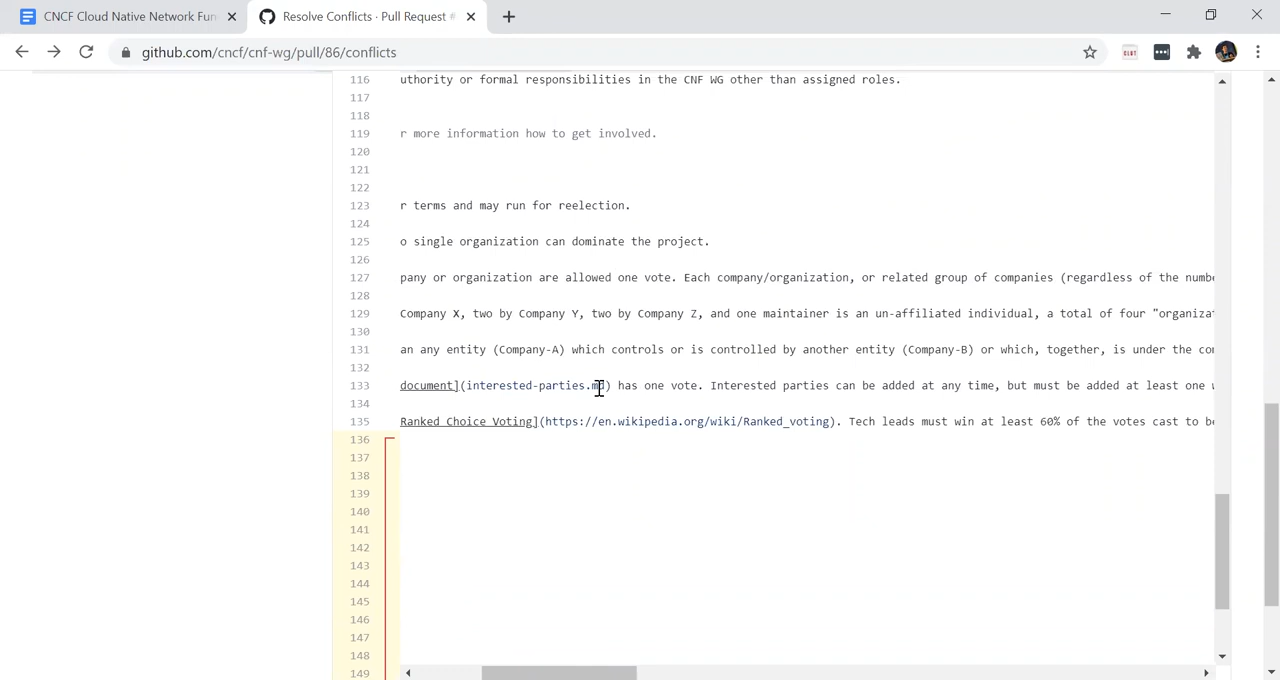 CNCF Cloud Native Network Fun
Resolve Conflicts · Pull Request #
github.com/cncf/cnf-wg/pull/86/conflicts
116 uthority or formal responsibilities in the CNF WG other than assigned roles.
117
118
119 r more information how to get involved.
120
121
122
123 r terms and may run for reelection.
124
125 o single organization can dominate the project.
126
127 pany or organization are allowed one vote. Each company/organization, or related group of companies (regardless of the numbe
128
129 Company X, two by Company Y, two by Company Z, and one maintainer is an un-affiliated individual, a total of four "organizat
130
131 an any entity (Company-A) which controls or is controlled by another entity (Company-B) or which, together, is under the con
132
133 document](interested-parties.md) has one vote. Interested parties can be added at any time, but must be added at least one w
134
135 Ranked Choice Voting](https://en.wikipedia.org/wiki/Ranked_voting). Tech leads must win at least 60% of the votes cast to be
136
137
138
139
140
141
142
143
144
145
146
147
148
149